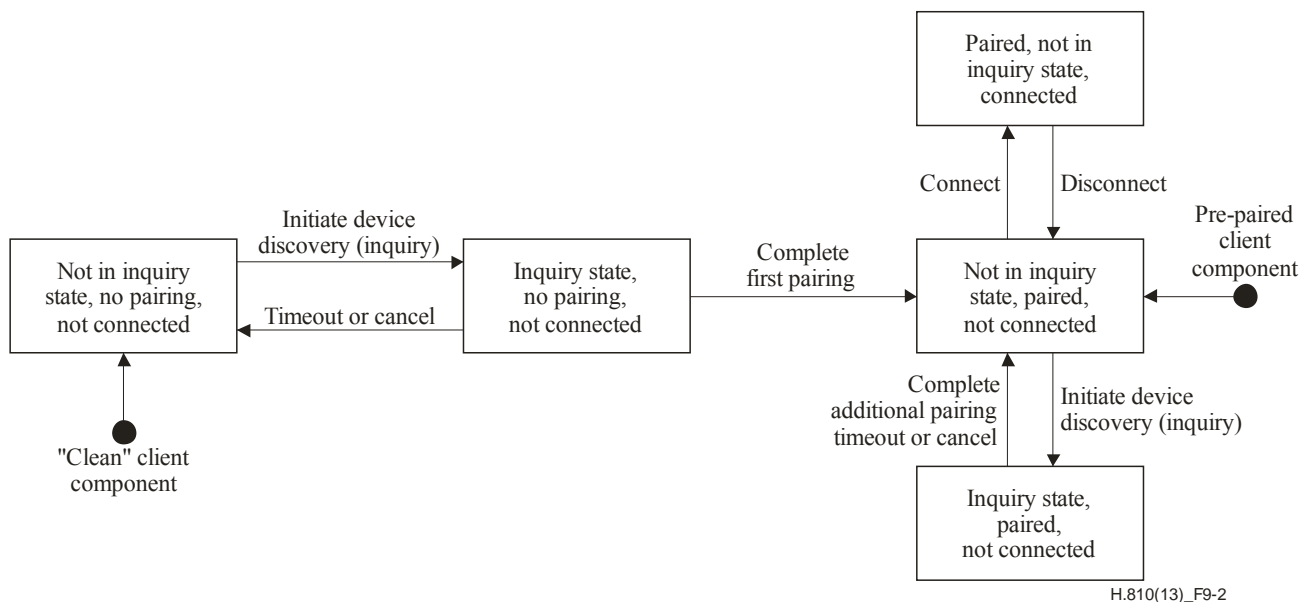 Paired, not in
inquiry state,
connected
Connect
Disconnect
Pre-paired
client
component
Initiate device
discovery (inquiry)
Complete
first pairing
Not in inquiry
state, no pairing,
not connected
Timeout or cancel
Inquiry state,
no pairing,
not connected
Not in inquiry
state, paired,
not connected
Complete
additional pairing
timeout or cancel
Initiate device
discovery (inquiry)
"Clean" client
component
Inquiry state,
paired,
not connected
H.810(13)_F9-2